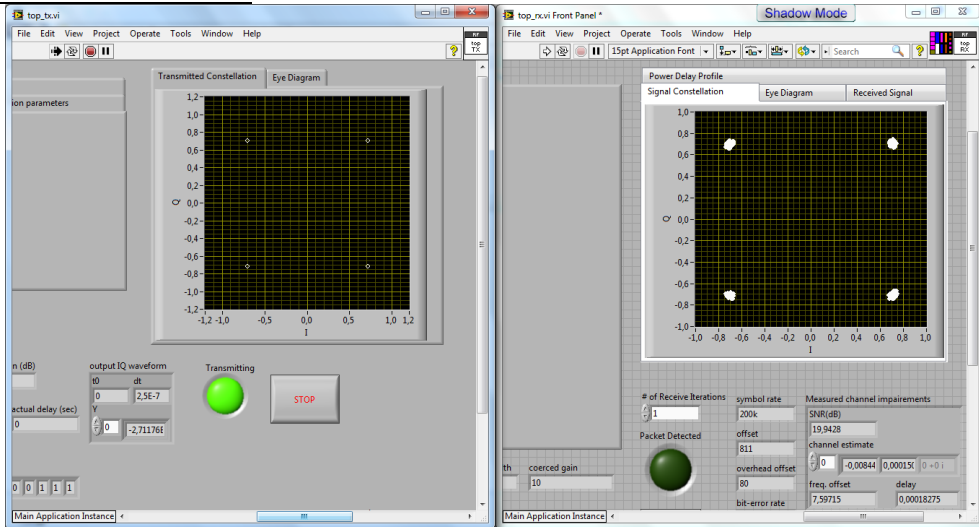 top_tx.vi
File Edit View Project Operate Tools Window Help
RF
top
TX
ion parameters
Transmitted Constellation Eye Diagram
1,2-
1,0-
0,8-
0,6-
0,4-
0,2-
Q 0,0-
-0,2-
-0,4-
-0,6-
-0,8-
-1,0-
-1,2-
-1,2 -1,0 -0,5 0,0 0,5 1,0 1,2
I
n (dB)
output IQ waveform
t0 dt
0 2,5E-7
actual delay (sec) Y
0 0 -2,71176E
Transmitting
STOP
0 0 1 1 1
Main Application Instance
top_rx.vi Front Panel *
Shadow Mode
File Edit View Project Operate Tools Window Help
15pt Application Font
Search
RF
top
RX
Power Delay Profile
Signal Constellation Eye Diagram Received Signal
1,0-
0,8-
0,6-
0,4-
0,2-
Q 0,0-
-0,2-
-0,4-
-0,6-
-0,8-
-1,0-
-1,0 -0,8 -0,6 -0,4 -0,2 0,0 0,2 0,4 0,6 0,8 1,0
I
# of Receive Iterations
1
Packet Detected
th coerced gain
10
symbol rate
200k
offset
811
overhead offset
80
bit-error rate
Measured channel impairements
SNR(dB)
19,9428
channel estimate
0 -0,00844 0,00015( 0 +0 i
freq. offset delay
7,59715 0,00018275
Main Application Instance